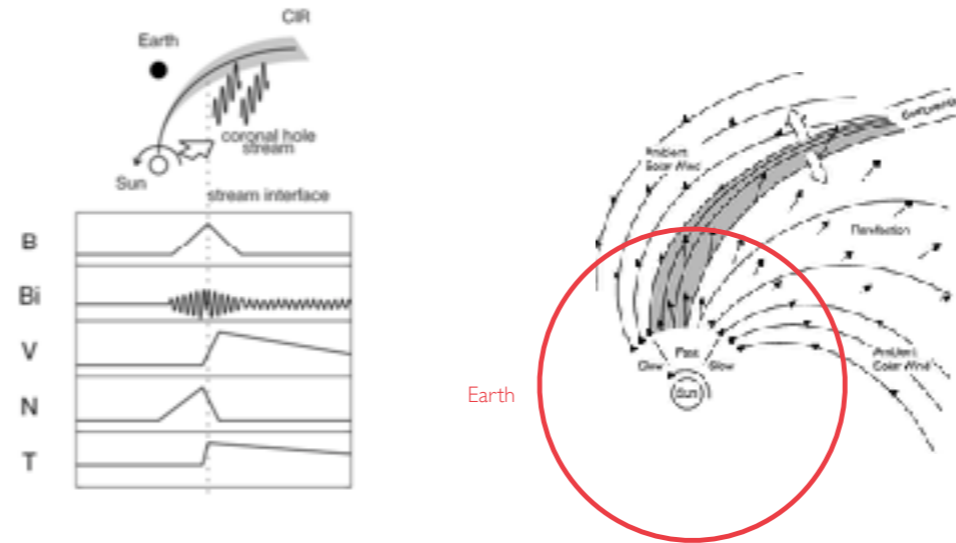 CIR
Earth
coronal hole
stream
Sun
stream interface
B
Bi
V
N
T
Earth
Ambient
Solar Wind
Rarefaction
Fast
Slow
Slow
Sun
Ambient
Solar Wind